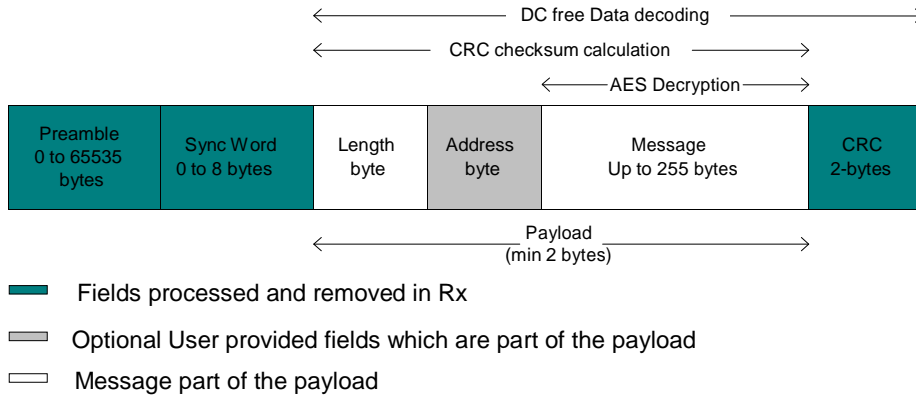 DC free Data decoding
CRC checksum calculation
AES Decryption
Preamble
0 to 65535
bytes
Sync Word
0 to 8 bytes
Length
byte
Address
byte
Message
Up to 255 bytes
CRC
2-bytes
Payload
(min 2 bytes)
Fields processed and removed in Rx
Optional User provided fields which are part of the payload
Message part of the payload